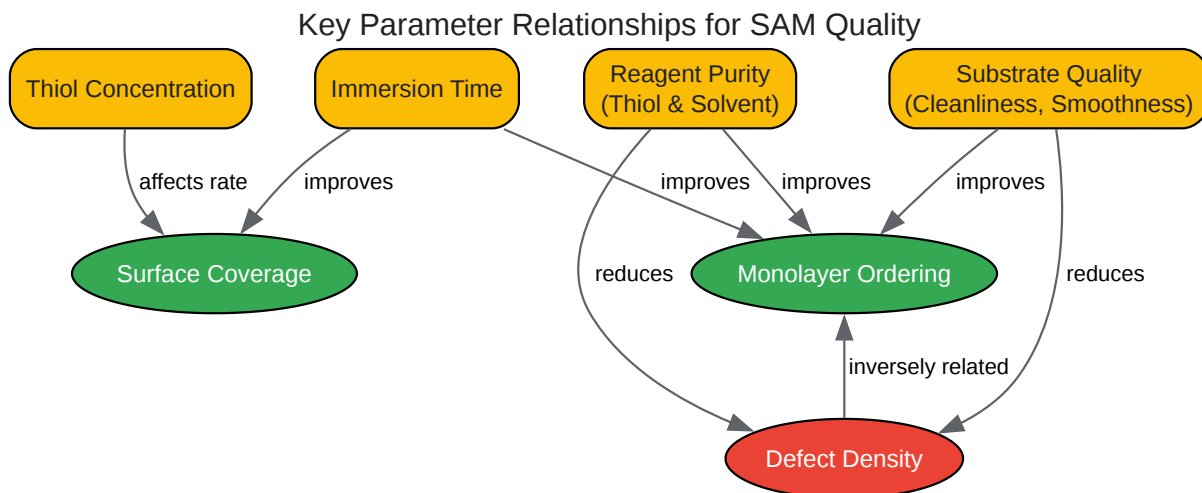 Key Parameter Relationships for SAM Quality
Thiol Concentration
Immersion Time
Reagent Purity
(Thiol & Solvent)
Substrate Quality
(Cleanliness, Smoothness)
affects rate
improves
improves
improves
improves
Surface Coverage
reduces
Monolayer Ordering
reduces
inversely related
Defect Density